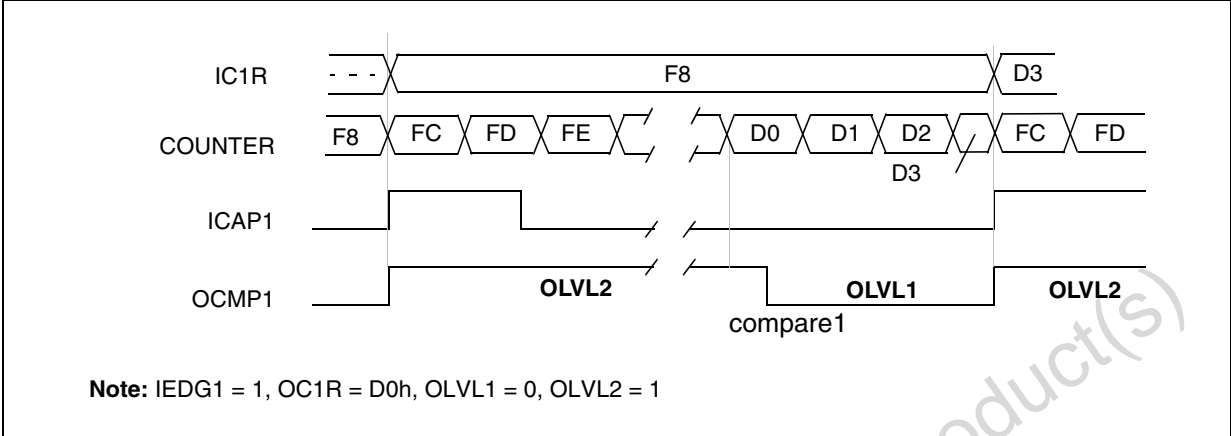 IC1R - - - F8 D3
COUNTER F8 FC FD FE D0 D1 D2 FC FD
D3
ICAP1
OCMP1 OLVL2 OLVL1 OLVL2
compare1
Note: IEDG1 = 1, OC1R = D0h, OLVL1 = 0, OLVL2 = 1